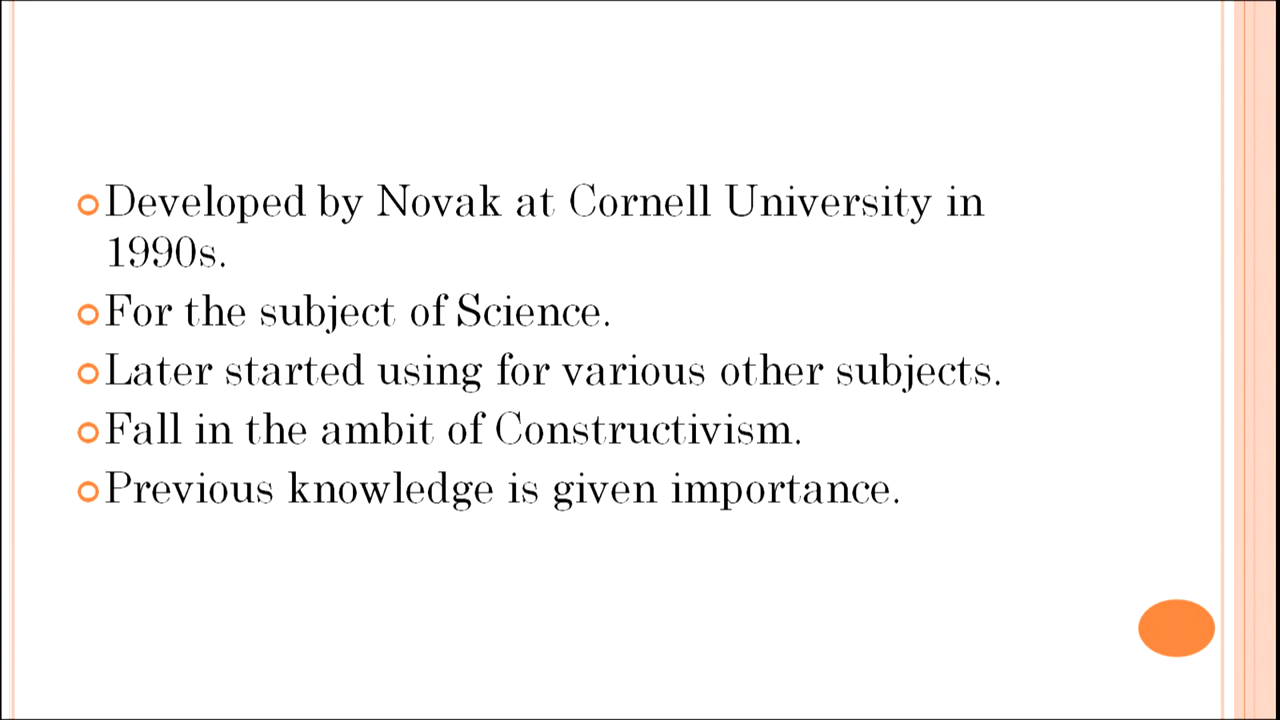 Developed by Novak at Cornell University in
1990s.
For the subject of Science.
Later started using for various other subjects.
Fall in the ambit of Constructivism.
Previous knowledge is given importance.